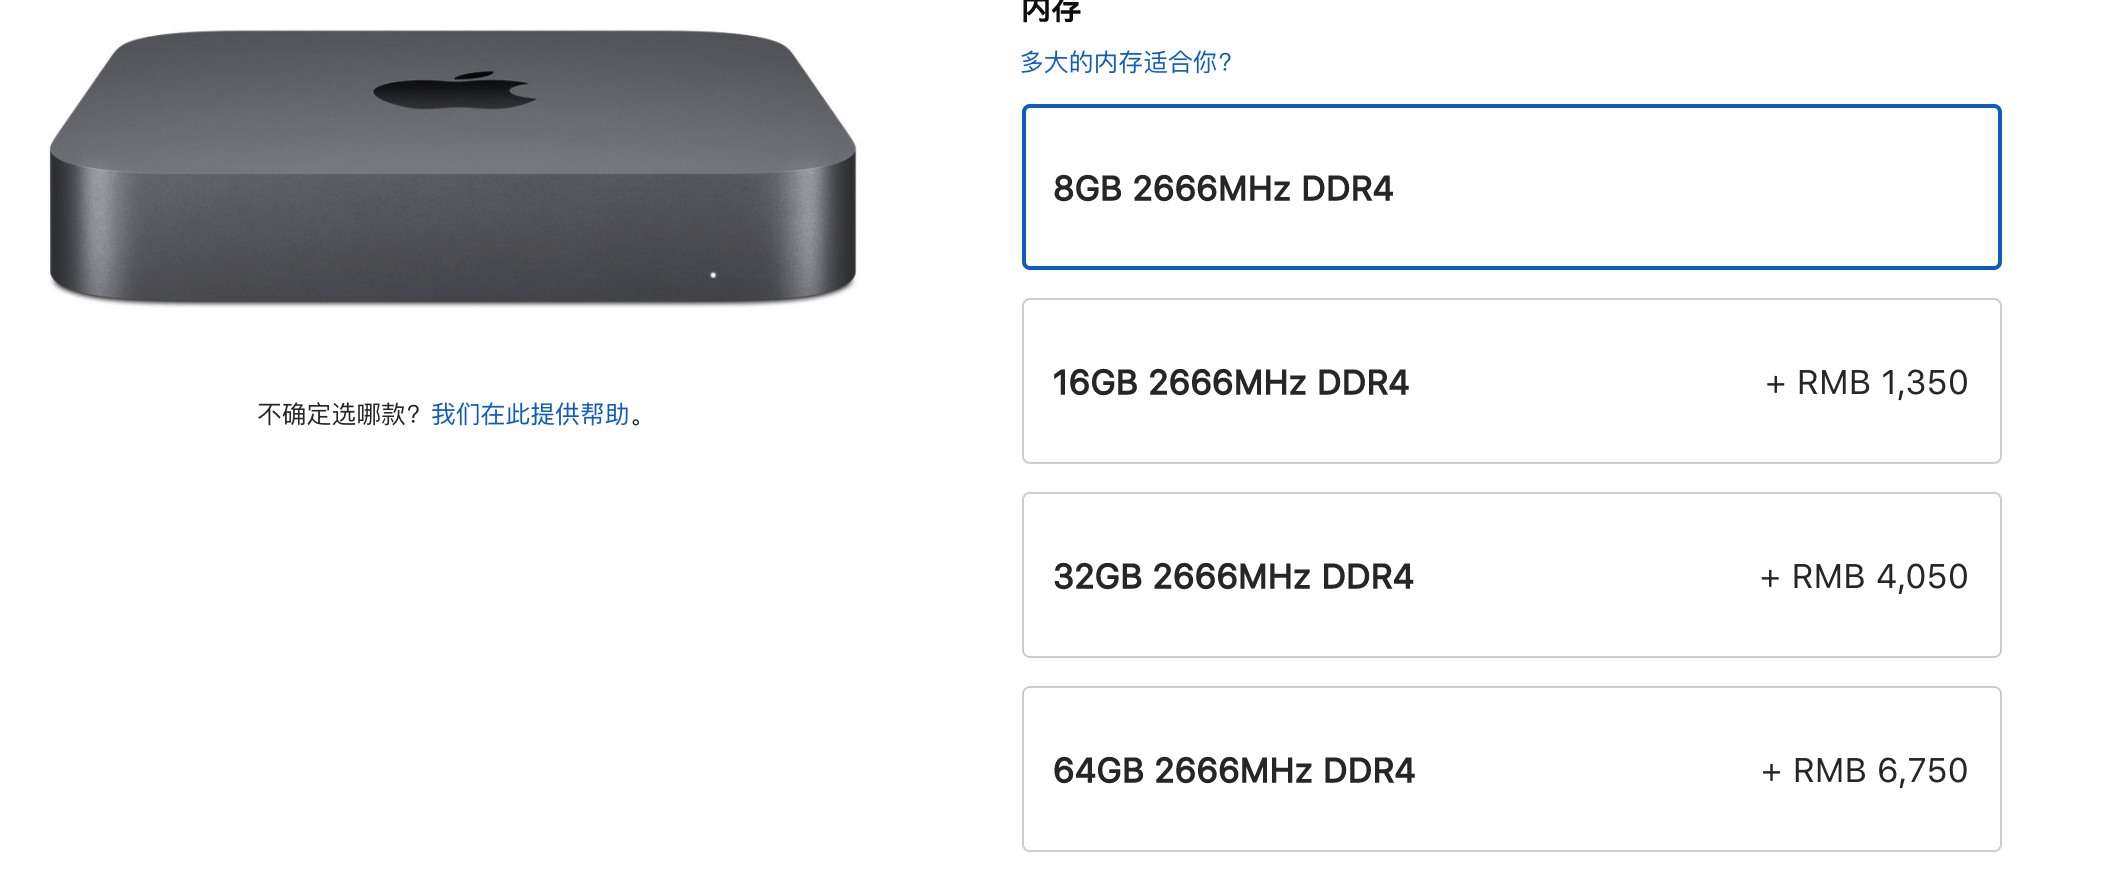 内存
多大的内存适合你?
8GB 2666MHz DDR4
16GB 2666MHz DDR4 + RMB 1,350
32GB 2666MHz DDR4 + RMB 4,050
64GB 2666MHz DDR4 + RMB 6,750
不确定选哪款? 我们在此提供帮助。